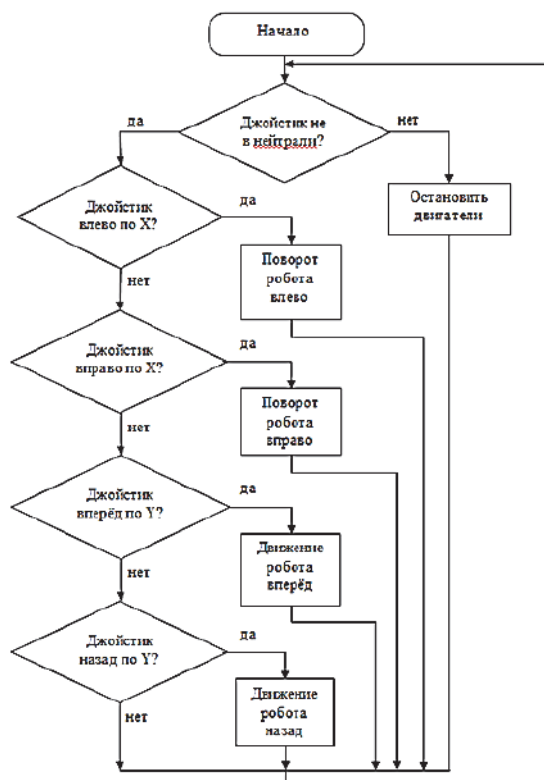 Начало
Джойстик не
в нейтрали?
да
нет
Остановить
двигатели
Джойстик
влево по X?
да
Поворот
робота
влево
нет
Джойстик
вправо по X?
да
Поворот
робота
вправо
нет
Джойстик
вперёд по Y?
да
Движение
робота
вперёд
нет
Джойстик
назад по Y?
да
Движение
робота
назад
нет